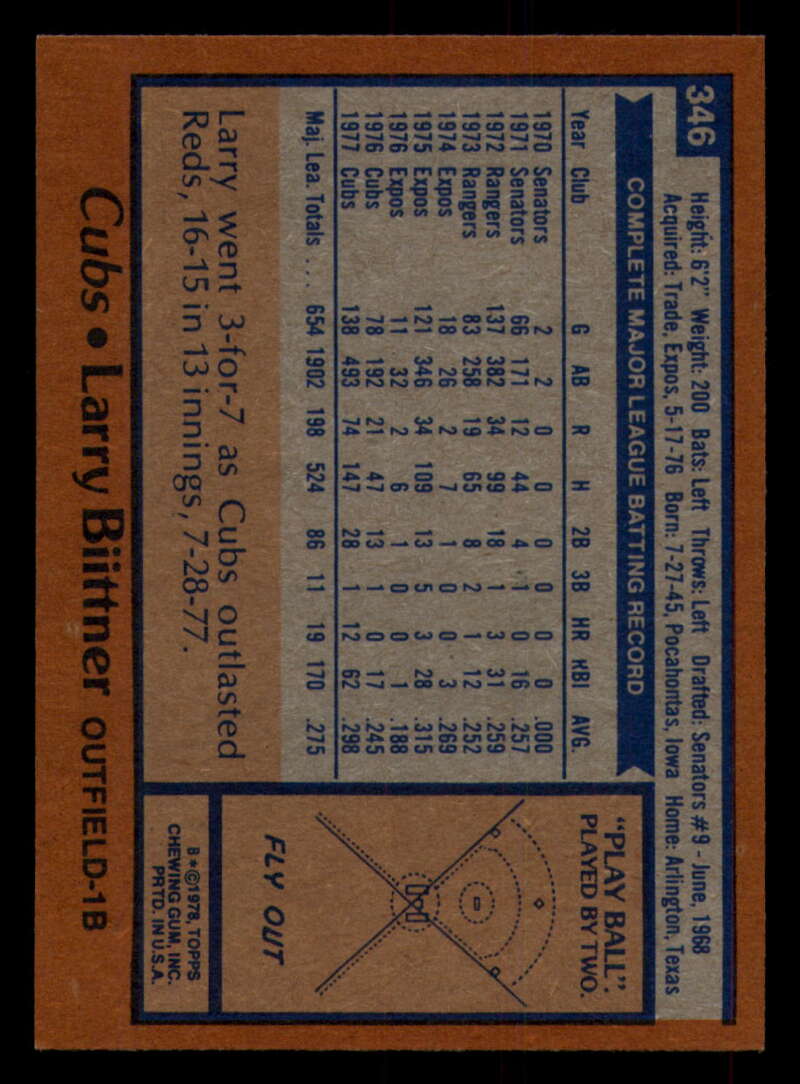 346
Height: 6'2" Weight: 200 Bats: Left Throws: Left Drafted: Senators #9 - June, 1968
Acquired: Trade, Expos, 5-17-76 Born: 7-27-45, Pocahontas, Iowa Home: Arlington, Texas
COMPLETE MAJOR LEAGUE BATTING RECORD
Year Club G AB R H 2B 3B HR RBI AVG.
1970 Senators 2 2 0 0 0 0 0 0 .000
1971 Senators 66 171 12 44 4 1 0 16 .257
1972 Rangers 137 382 34 99 18 1 3 31 .259
1973 Rangers 83 258 19 65 8 2 1 12 .252
1974 Expos 18 26 2 7 1 0 0 3 .269
1975 Expos 121 346 34 109 13 5 3 28 .315
1976 Expos 11 32 2 6 1 0 0 1 .188
1976 Cubs 78 192 21 47 13 1 0 17 .245
1977 Cubs 138 493 74 147 28 1 12 62 .298
Maj. Lea. Totals . . . 654 1902 198 524 86 11 19 170 .275
Larry went 3-for-7 as Cubs outlasted
Reds, 16-15 in 13 innings, 7-28-77.
"PLAY BALL":
PLAYED BY TWO.
FLY OUT
B*©1978, TOPPS
CHEWING GUM, INC.
PRTD. IN U.S.A.
Cubs • Larry Biittner OUTFIELD-1B